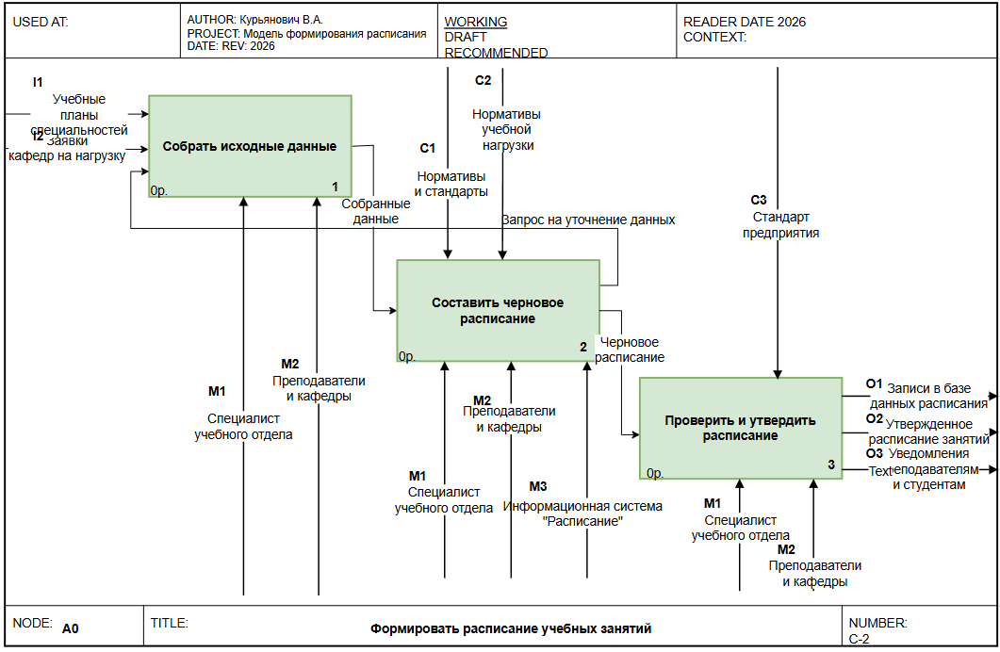 USED AT:
AUTHOR: Курьянович В.А.
PROJECT: Модель формирования расписания
DATE: REV: 2026
WORKING
DRAFT
RECOMMENDED
READER DATE 2026
CONTEXT:
I1
Учебные
планы
специальностей
I2
Заявки
кафедр на нагрузку
Собрать исходные данные
0р.
1
C2
Нормативы
учебной
нагрузки
C1
Нормативы
и стандарты
C3
Стандарт
предприятия
Собранные
данные
Запрос на уточнение данных
Составить черновое
расписание
0р.
2
Черновое
расписание
M2
Преподаватели
и кафедры
M1
Специалист
учебного отдела
M2
Преподаватели
и кафедры
M1
Специалист
учебного отдела
M3
Информационная система
"Расписание"
Проверить и утвердить
расписание
0р.
3
O1
Записи в базе
данных расписания
O2
Утвержденное
расписание занятий
O3
Уведомления
Text
еподавателям
и студентам
M1
Специалист
учебного отдела
M2
Преподаватели
и кафедры
NODE:
A0
TITLE:
Формировать расписание учебных занятий
NUMBER:
C-2